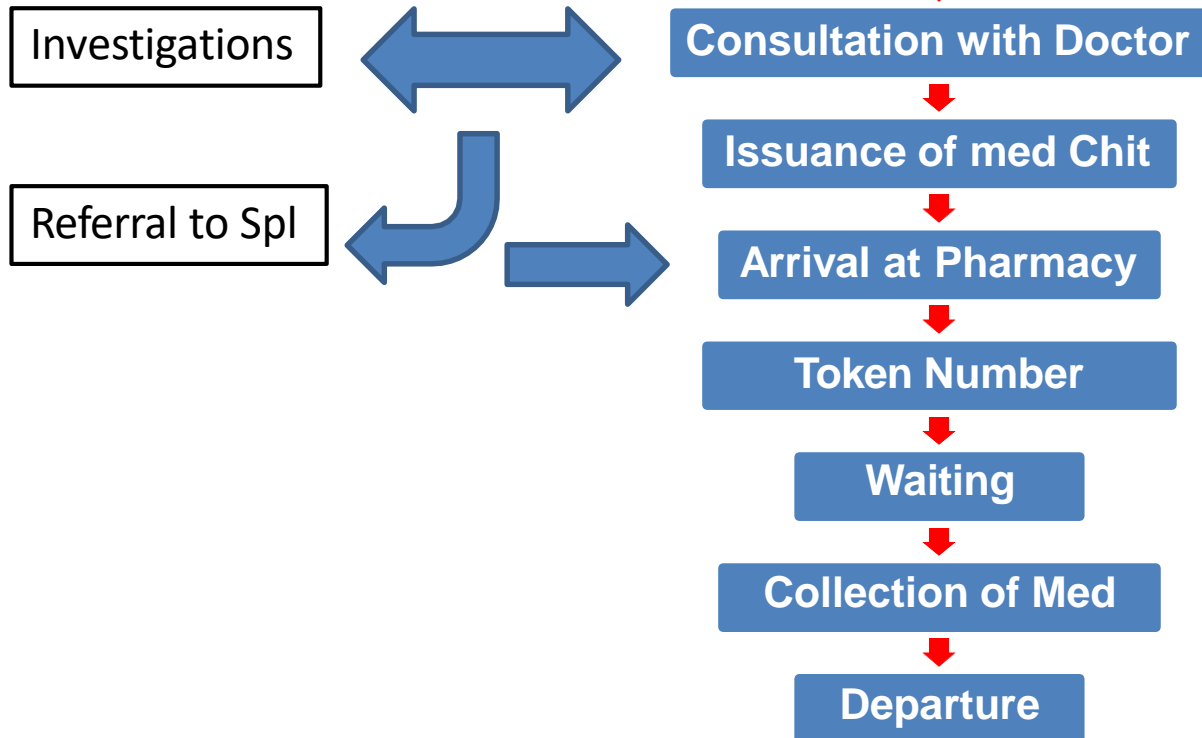 Investigations
Consultation with Doctor
Issuance of med Chit
Referral to Spl
Arrival at Pharmacy
Token Number
Waiting
Collection of Med
Departure